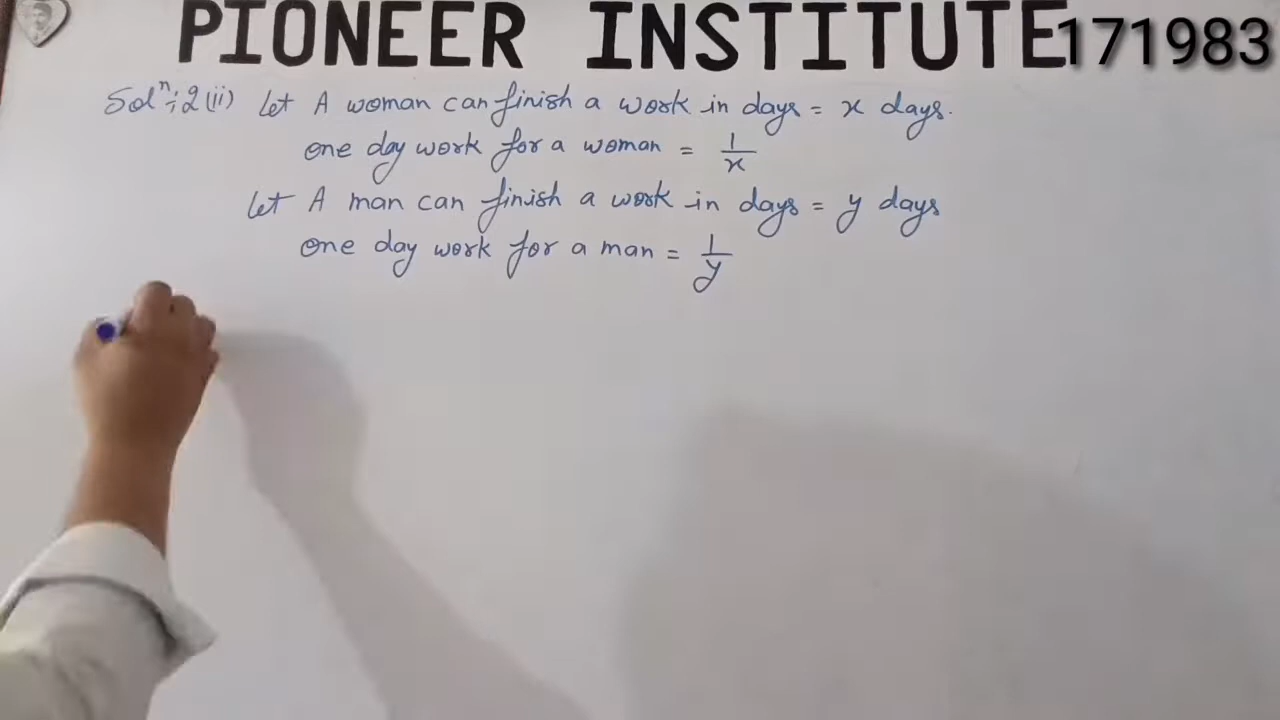 PIONEER INSTITUTE 171983
Solⁿ:2(ii) Let A woman can finish a work in days = x days.
one day work for a woman = 1/x
Let A man can finish a work in days = y days
One day work for a man = 1/y